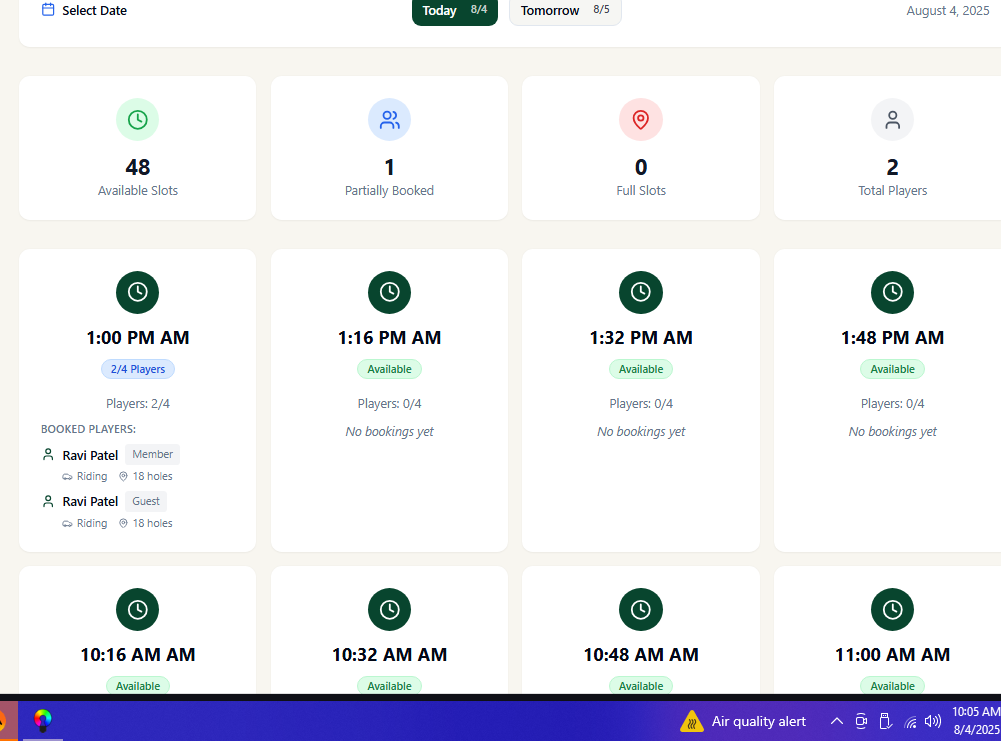 Select Date
Today 8/4
Tomorrow 8/5
August 4, 2025
48
Available Slots
1
Partially Booked
0
Full Slots
2
Total Players
1:00 PM AM
2/4 Players
Players: 2/4
BOOKED PLAYERS:
Ravi Patel Member
Riding 18 holes
Ravi Patel Guest
Riding 18 holes
1:16 PM AM
Available
Players: 0/4
No bookings yet
1:32 PM AM
Available
Players: 0/4
No bookings yet
1:48 PM AM
Available
Players: 0/4
No bookings yet
10:16 AM AM
Available
10:32 AM AM
Available
10:48 AM AM
Available
11:00 AM AM
Available
Air quality alert
10:05 AM
8/4/2025